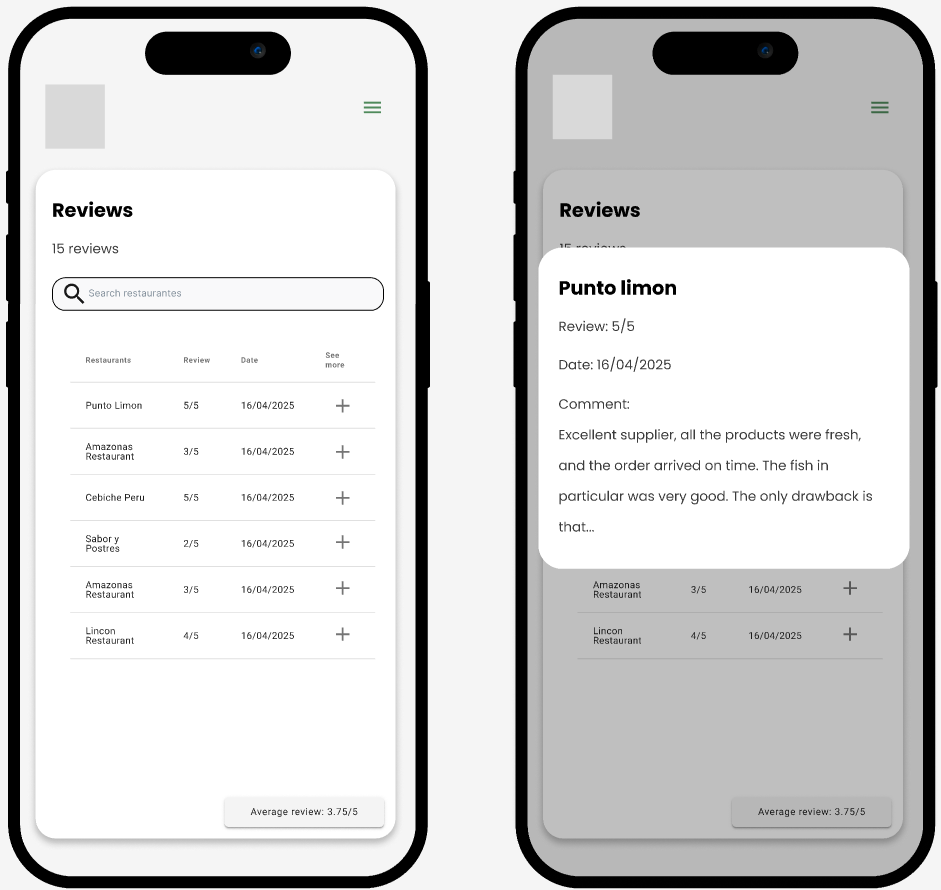 Reviews
15 reviews
Search restaurantes
Restaurants Review Date See
more
Punto Limon 5/5 16/04/2025
Amazonas
Restaurant 3/5 16/04/2025
Cebiche Peru 5/5 16/04/2025
Sabor y
Postres 2/5 16/04/2025
Amazonas
Restaurant 3/5 16/04/2025
Lincon
Restaurant 4/5 16/04/2025
Average review: 3.75/5
Reviews
15 reviews
Punto limon
Review: 5/5
Date: 16/04/2025
Comment:
Excellent supplier, all the products were fresh,
and the order arrived on time. The fish in
particular was very good. The only drawback is
that...
Amazonas
Restaurant 3/5 16/04/2025
Lincon
Restaurant 4/5 16/04/2025
Average review: 3.75/5